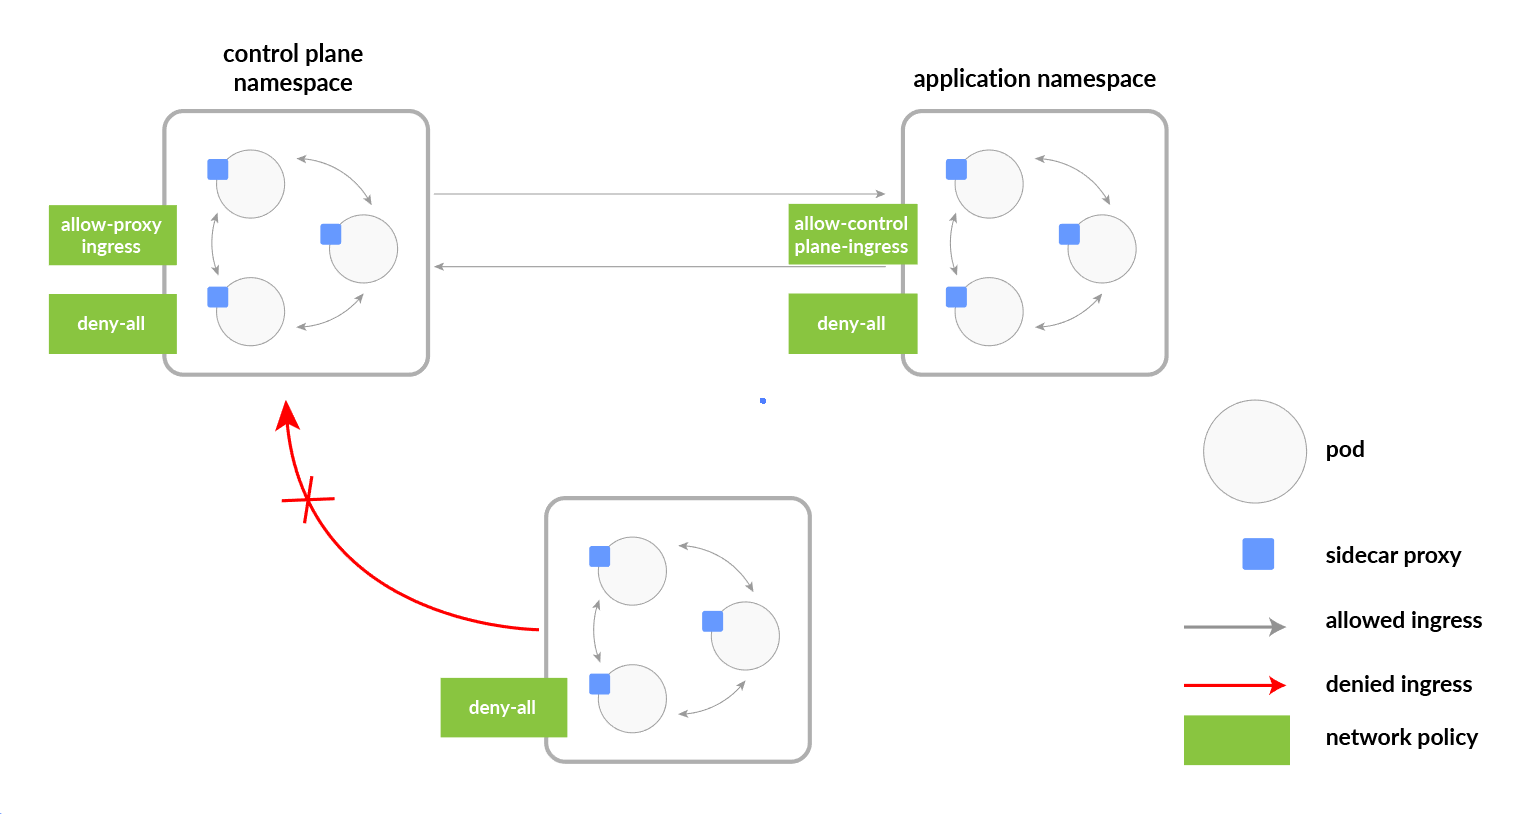 control plane
namespace
application namespace
allow-proxy
ingress
deny-all
allow-control
plane-ingress
deny-all
deny-all
pod
sidecar proxy
allowed ingress
denied ingress
network policy